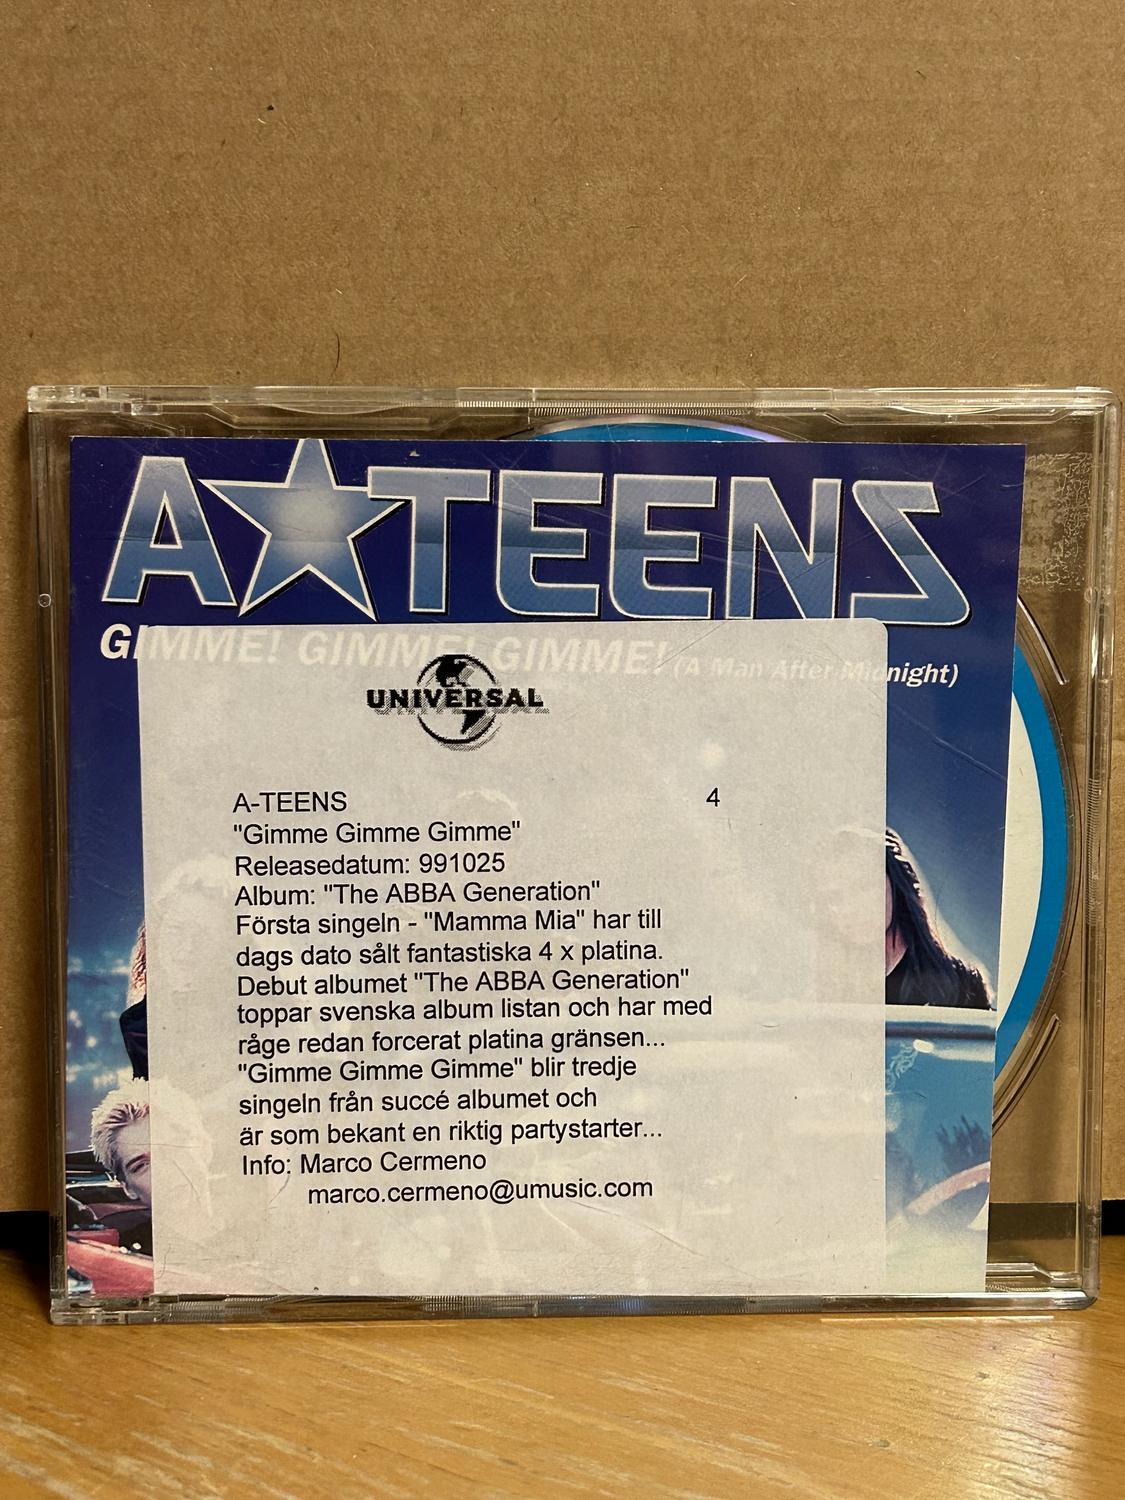 A★TEENS
GIMME! GIMME! GIMME! (A Man After Midnight)
UNIVERSAL
A-TEENS 4
"Gimme Gimme Gimme"
Releasedatum: 991025
Album: "The ABBA Generation"
Första singeln - "Mamma Mia" har till
dags dato sålt fantastiska 4 x platina.
Debut albumet "The ABBA Generation"
toppar svenska album listan och har med
råge redan forcerat platina gränsen...
"Gimme Gimme Gimme" blir tredje
singeln från succé albumet och
är som bekant en riktig partystarter...
Info: Marco Cermeno
marco.cermeno@umusic.com